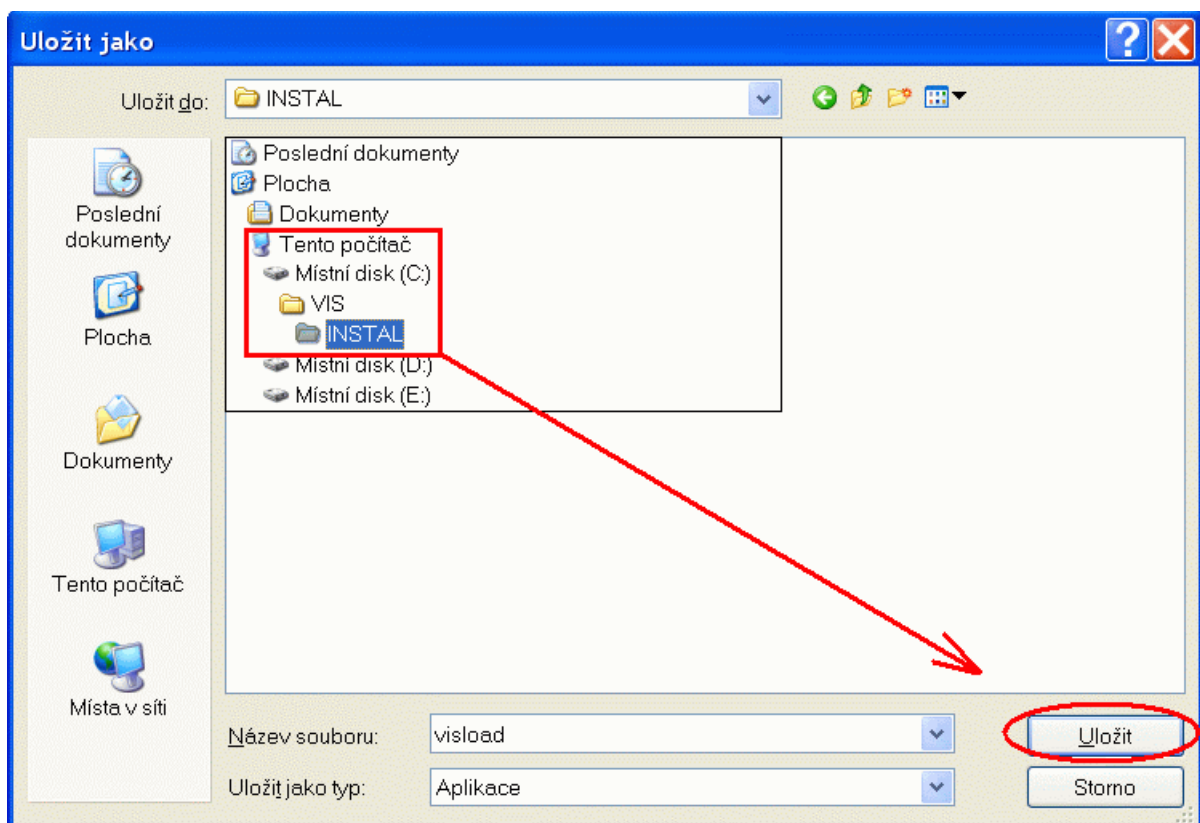 Uložit jako
Uložit do:
INSTAL
Poslední dokumenty
Plocha
Dokumenty
Tento počítač
Místní disk (C:)
VIS
INSTAL
Místní disk (D:)
Místní disk (E:)
Poslední
dokumenty
Plocha
Dokumenty
Tento počítač
Místa v síti
Název souboru:
visload
Uložit
Uložit jako typ:
Aplikace
Storno